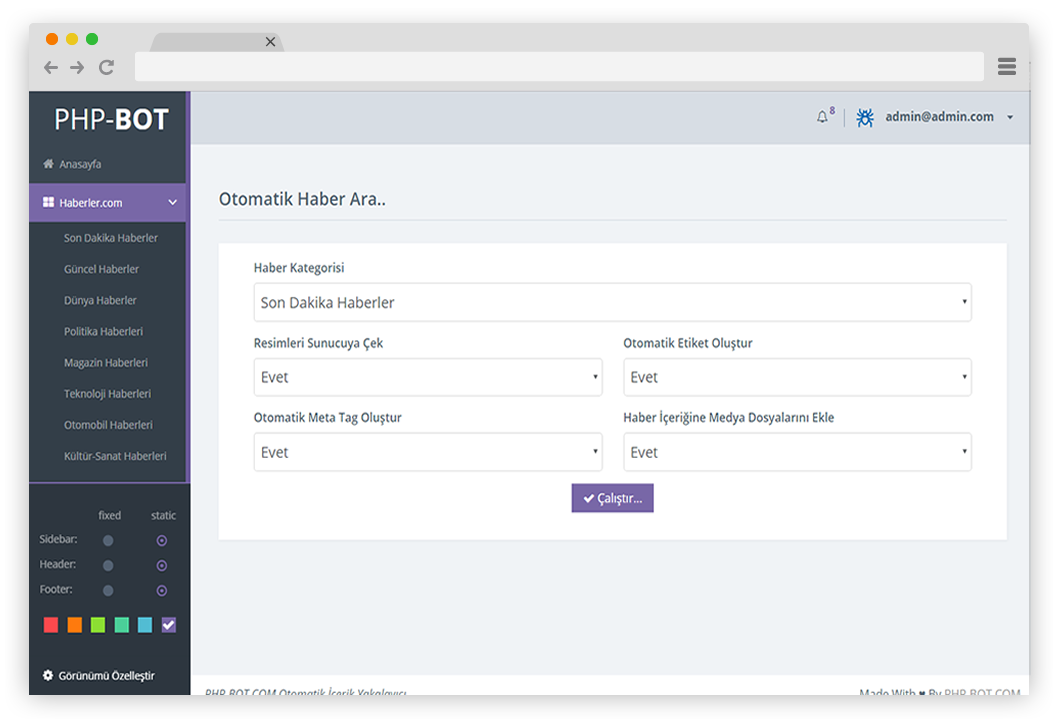 PHP-BOT
8
admin@admin.com
Anasayfa
Haberler.com
Son Dakika Haberler
Güncel Haberler
Dünya Haberler
Politika Haberleri
Magazin Haberleri
Teknoloji Haberleri
Otomobil Haberleri
Kültür-Sanat Haberleri
fixed static
Sidebar:
Header:
Footer:
Görünümü Özelleştir
Otomatik Haber Ara..
Haber Kategorisi
Son Dakika Haberler
Resimleri Sunucuya Çek Otomatik Etiket Oluştur
Evet Evet
Otomatik Meta Tag Oluştur Haber İçeriğine Medya Dosyalarını Ekle
Evet Evet
Çalıştır...
PHP-BOT.COM Otomatik İçerik Yakalayıcı Made With ♥ By PHP-BOT.COM